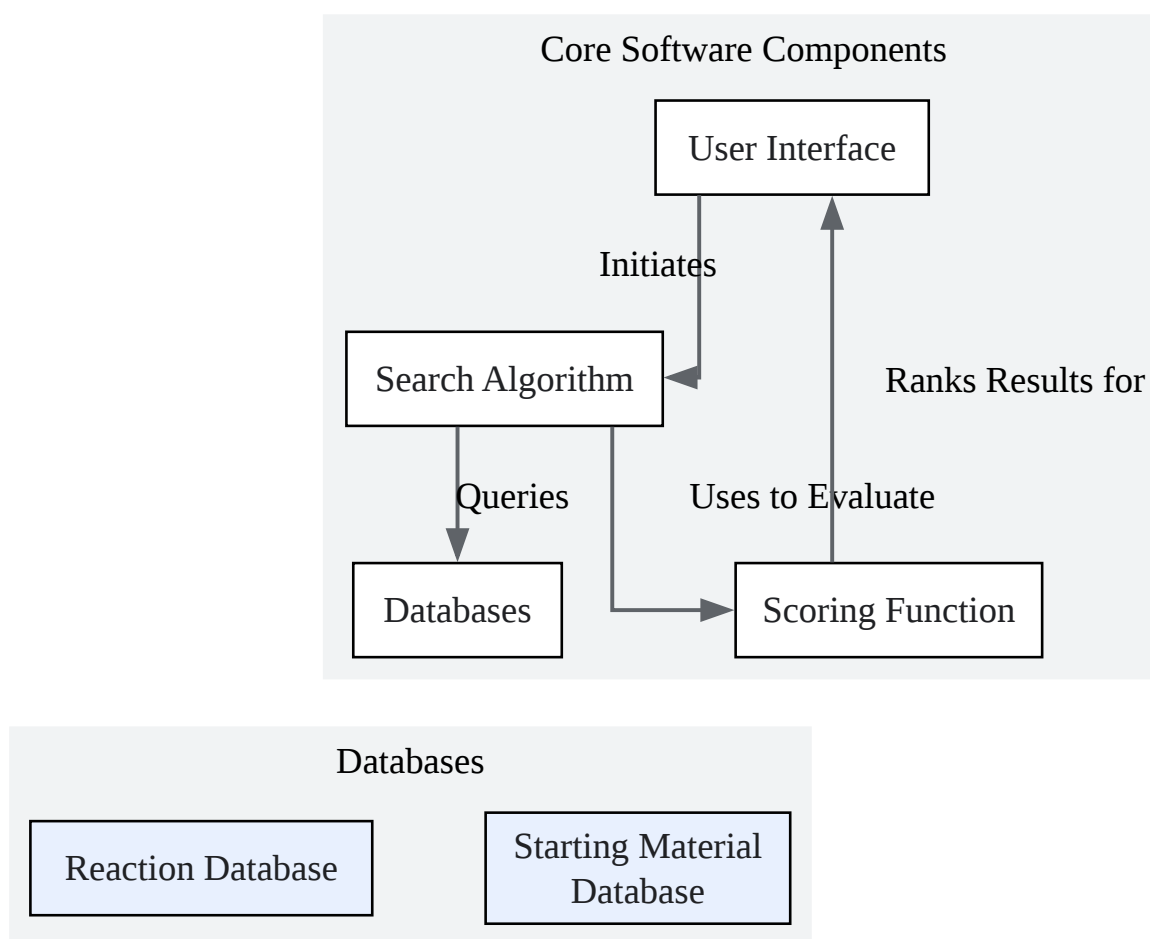 Core Software Components
User Interface
Initiates
Search Algorithm
Ranks Results for
Queries
Uses to Evaluate
Databases
Scoring Function
Databases
Reaction Database
Starting Material
Database